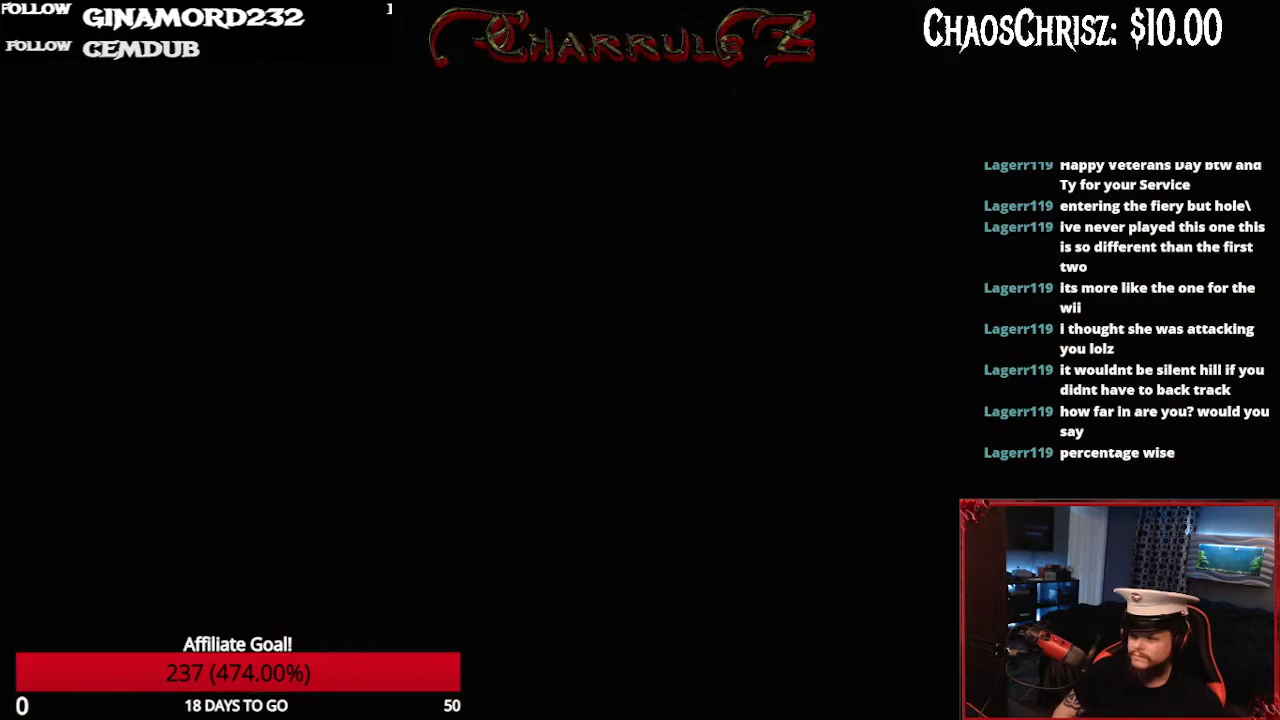 FOLLOW GINAMORD232
FOLLOW GEMDUB
CHARRULEZ
CHAOSCHRISZ: $10.00
Lagerr119 Happy Veterans Day btw and
Ty for your Service
Lagerr119 entering the fiery but hole\
Lagerr119 ive never played this one this
is so different than the first
two
Lagerr119 its more like the one for the
wii
Lagerr119 I thought she was attacking
you lolz
Lagerr119 it wouldnt be silent hill if you
didnt have to back track
Lagerr119 how far in are you? would you
say
Lagerr119 percentage wise
Affiliate Goal!
237 (474.00%)
0 18 DAYS TO GO 50